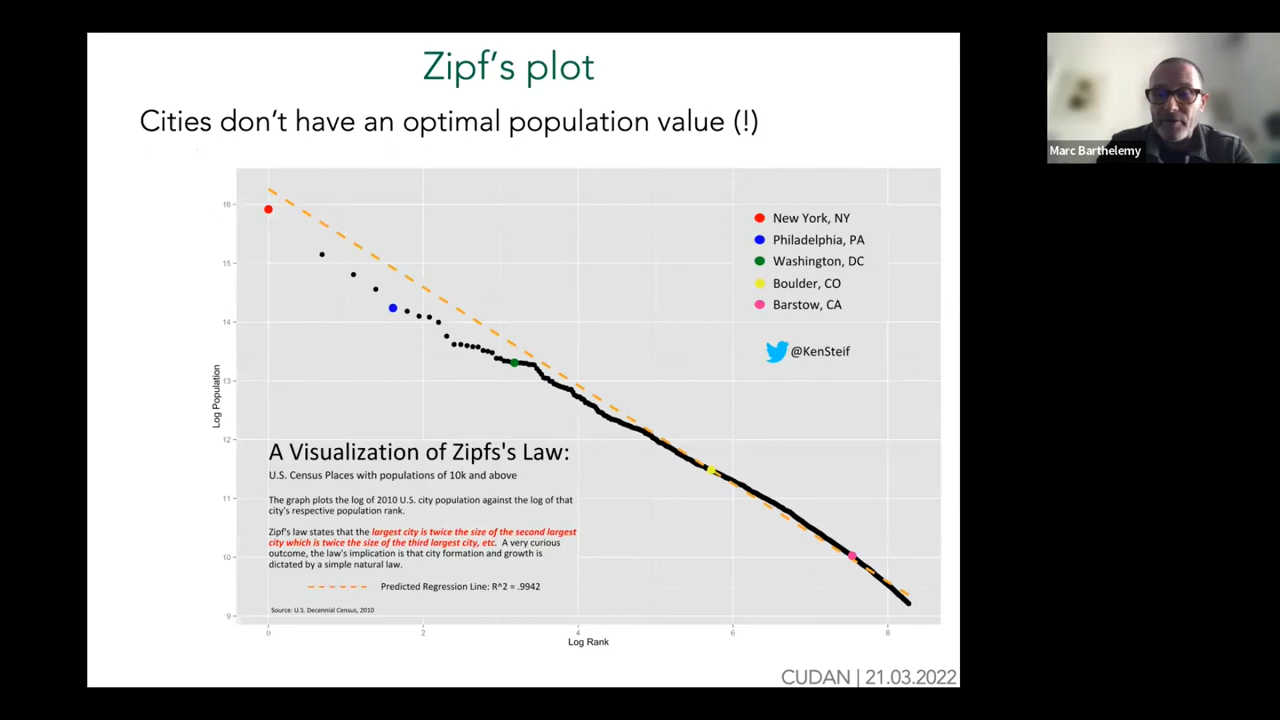 Zipf's plot
Cities don't have an optimal population value (!)
Marc Barthelemy
16
15
14
13
12
11
10
9
Log Population
New York, NY
Philadelphia, PA
Washington, DC
Boulder, CO
Barstow, CA
@KenSteif
A Visualization of Zipfs's Law:
U.S. Census Places with populations of 10k and above
The graph plots the log of 2010 U.S. city population against the log of that
city's respective population rank.
Zipf's law states that the largest city is twice the size of the second largest
city which is twice the size of the third largest city, etc. A very curious
outcome, the law's implication is that city formation and growth is
dictated by a simple natural law.
Predicted Regression Line: R^2 = .9942
Source: U.S. Decennial Census, 2010
0
2
4
6
8
Log Rank
CUDAN | 21.03.2022